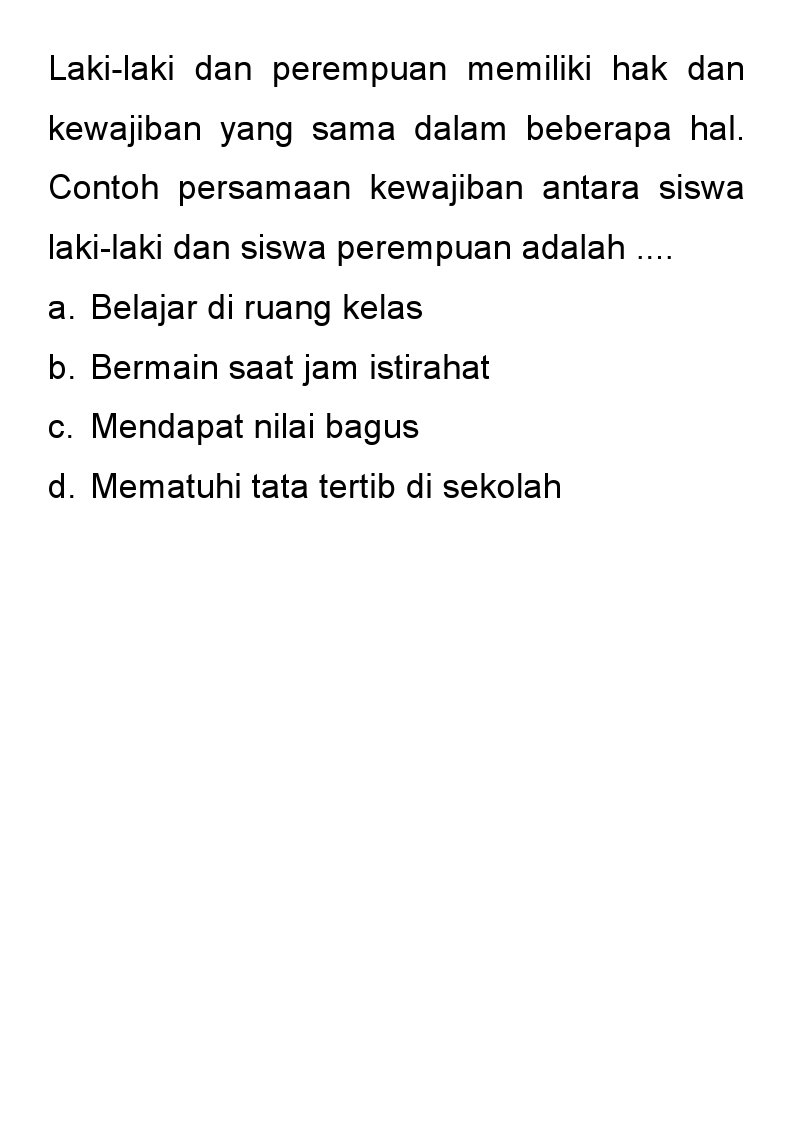 Laki-laki dan perempuan memiliki hak dan
kewajiban yang sama dalam beberapa hal.
Contoh persamaan kewajiban antara siswa
laki-laki dan siswa perempuan adalah ....
a. Belajar di ruang kelas
b. Bermain saat jam istirahat
c. Mendapat nilai bagus
d. Mematuhi tata tertib di sekolah